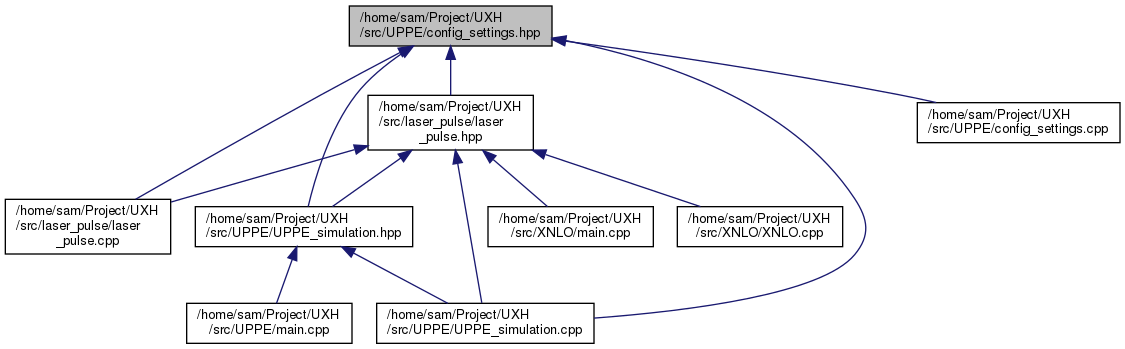 /home/sam/Project/UXH
/src/UPPE/config_settings.hpp
/home/sam/Project/UXH
/src/laser_pulse/laser
_pulse.hpp
/home/sam/Project/UXH
/src/UPPE/config_settings.cpp
/home/sam/Project/UXH
/src/laser_pulse/laser
_pulse.cpp
/home/sam/Project/UXH
/src/UPPE/UPPE_simulation.hpp
/home/sam/Project/UXH
/src/XNLO/main.cpp
/home/sam/Project/UXH
/src/XNLO/XNLO.cpp
/home/sam/Project/UXH
/src/UPPE/main.cpp
/home/sam/Project/UXH
/src/UPPE/UPPE_simulation.cpp